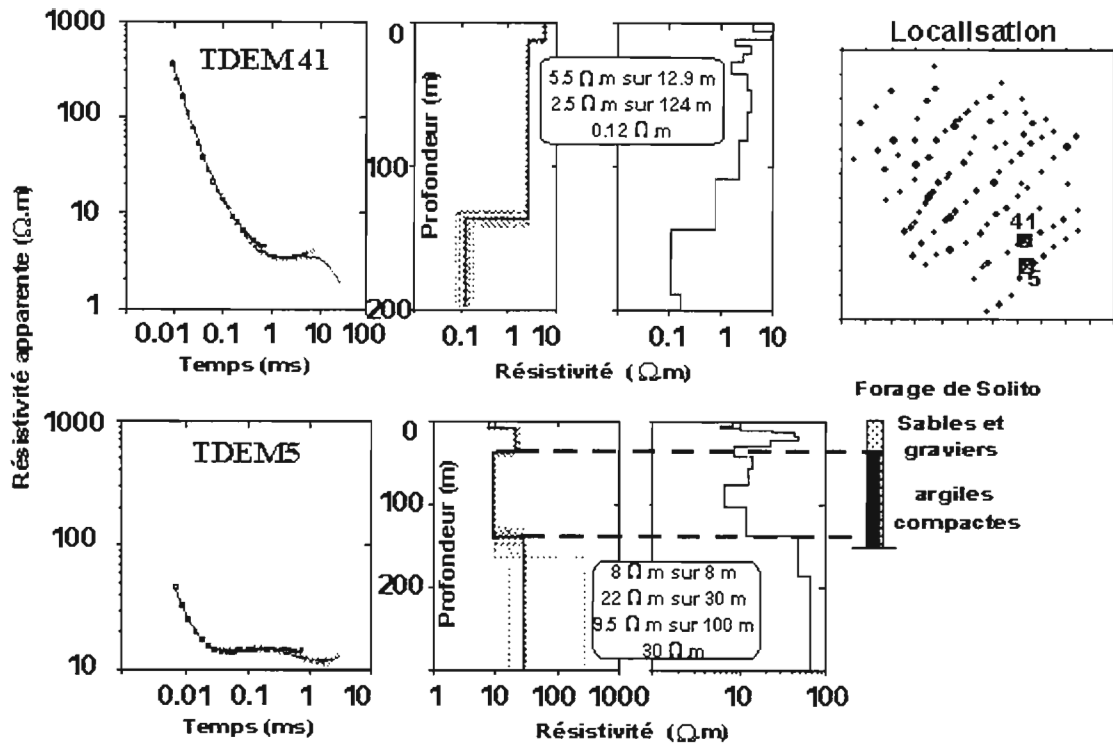 1000
100
10
1
Résistivité apparente (Ω.m)
TDEM 41
0.01 0.1 1 10 100
Temps (ms)
0
100
200
Profondeur (m)
5.5 Ω.m sur 12.9 m
2.5 Ω.m sur 124 m
0.12 Ω.m
0.1 1 10
0.1 1 10
Résistivité (Ω.m)
Localisation
41
5
1000
100
10
TDEM5
0.01 0.1 1 10
Temps (ms)
0
100
200
Profondeur (m)
8 Ω.m sur 8 m
22 Ω.m sur 30 m
9.5 Ω.m sur 100 m
30 Ω.m
1 10 100 1000
10 100
Résistivité (Ω.m)
Forage de Solito
Sables et
graviers
argiles
compactes